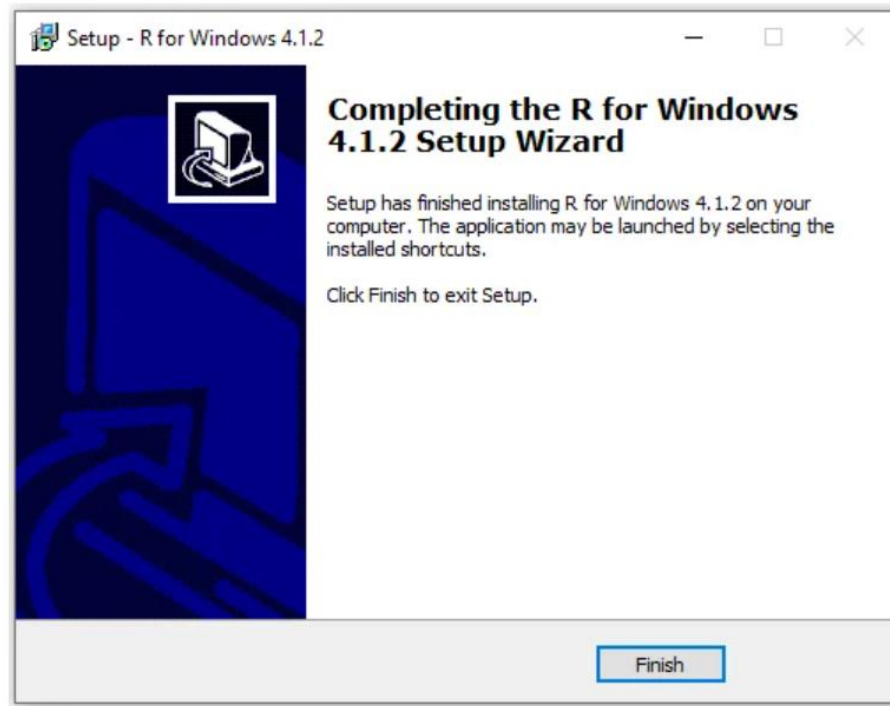 Setup - R for Windows 4.1.2
Completing the R for Windows
4.1.2 Setup Wizard
Setup has finished installing R for Windows 4.1.2 on your
computer. The application may be launched by selecting the
installed shortcuts.
Click Finish to exit Setup.
Finish